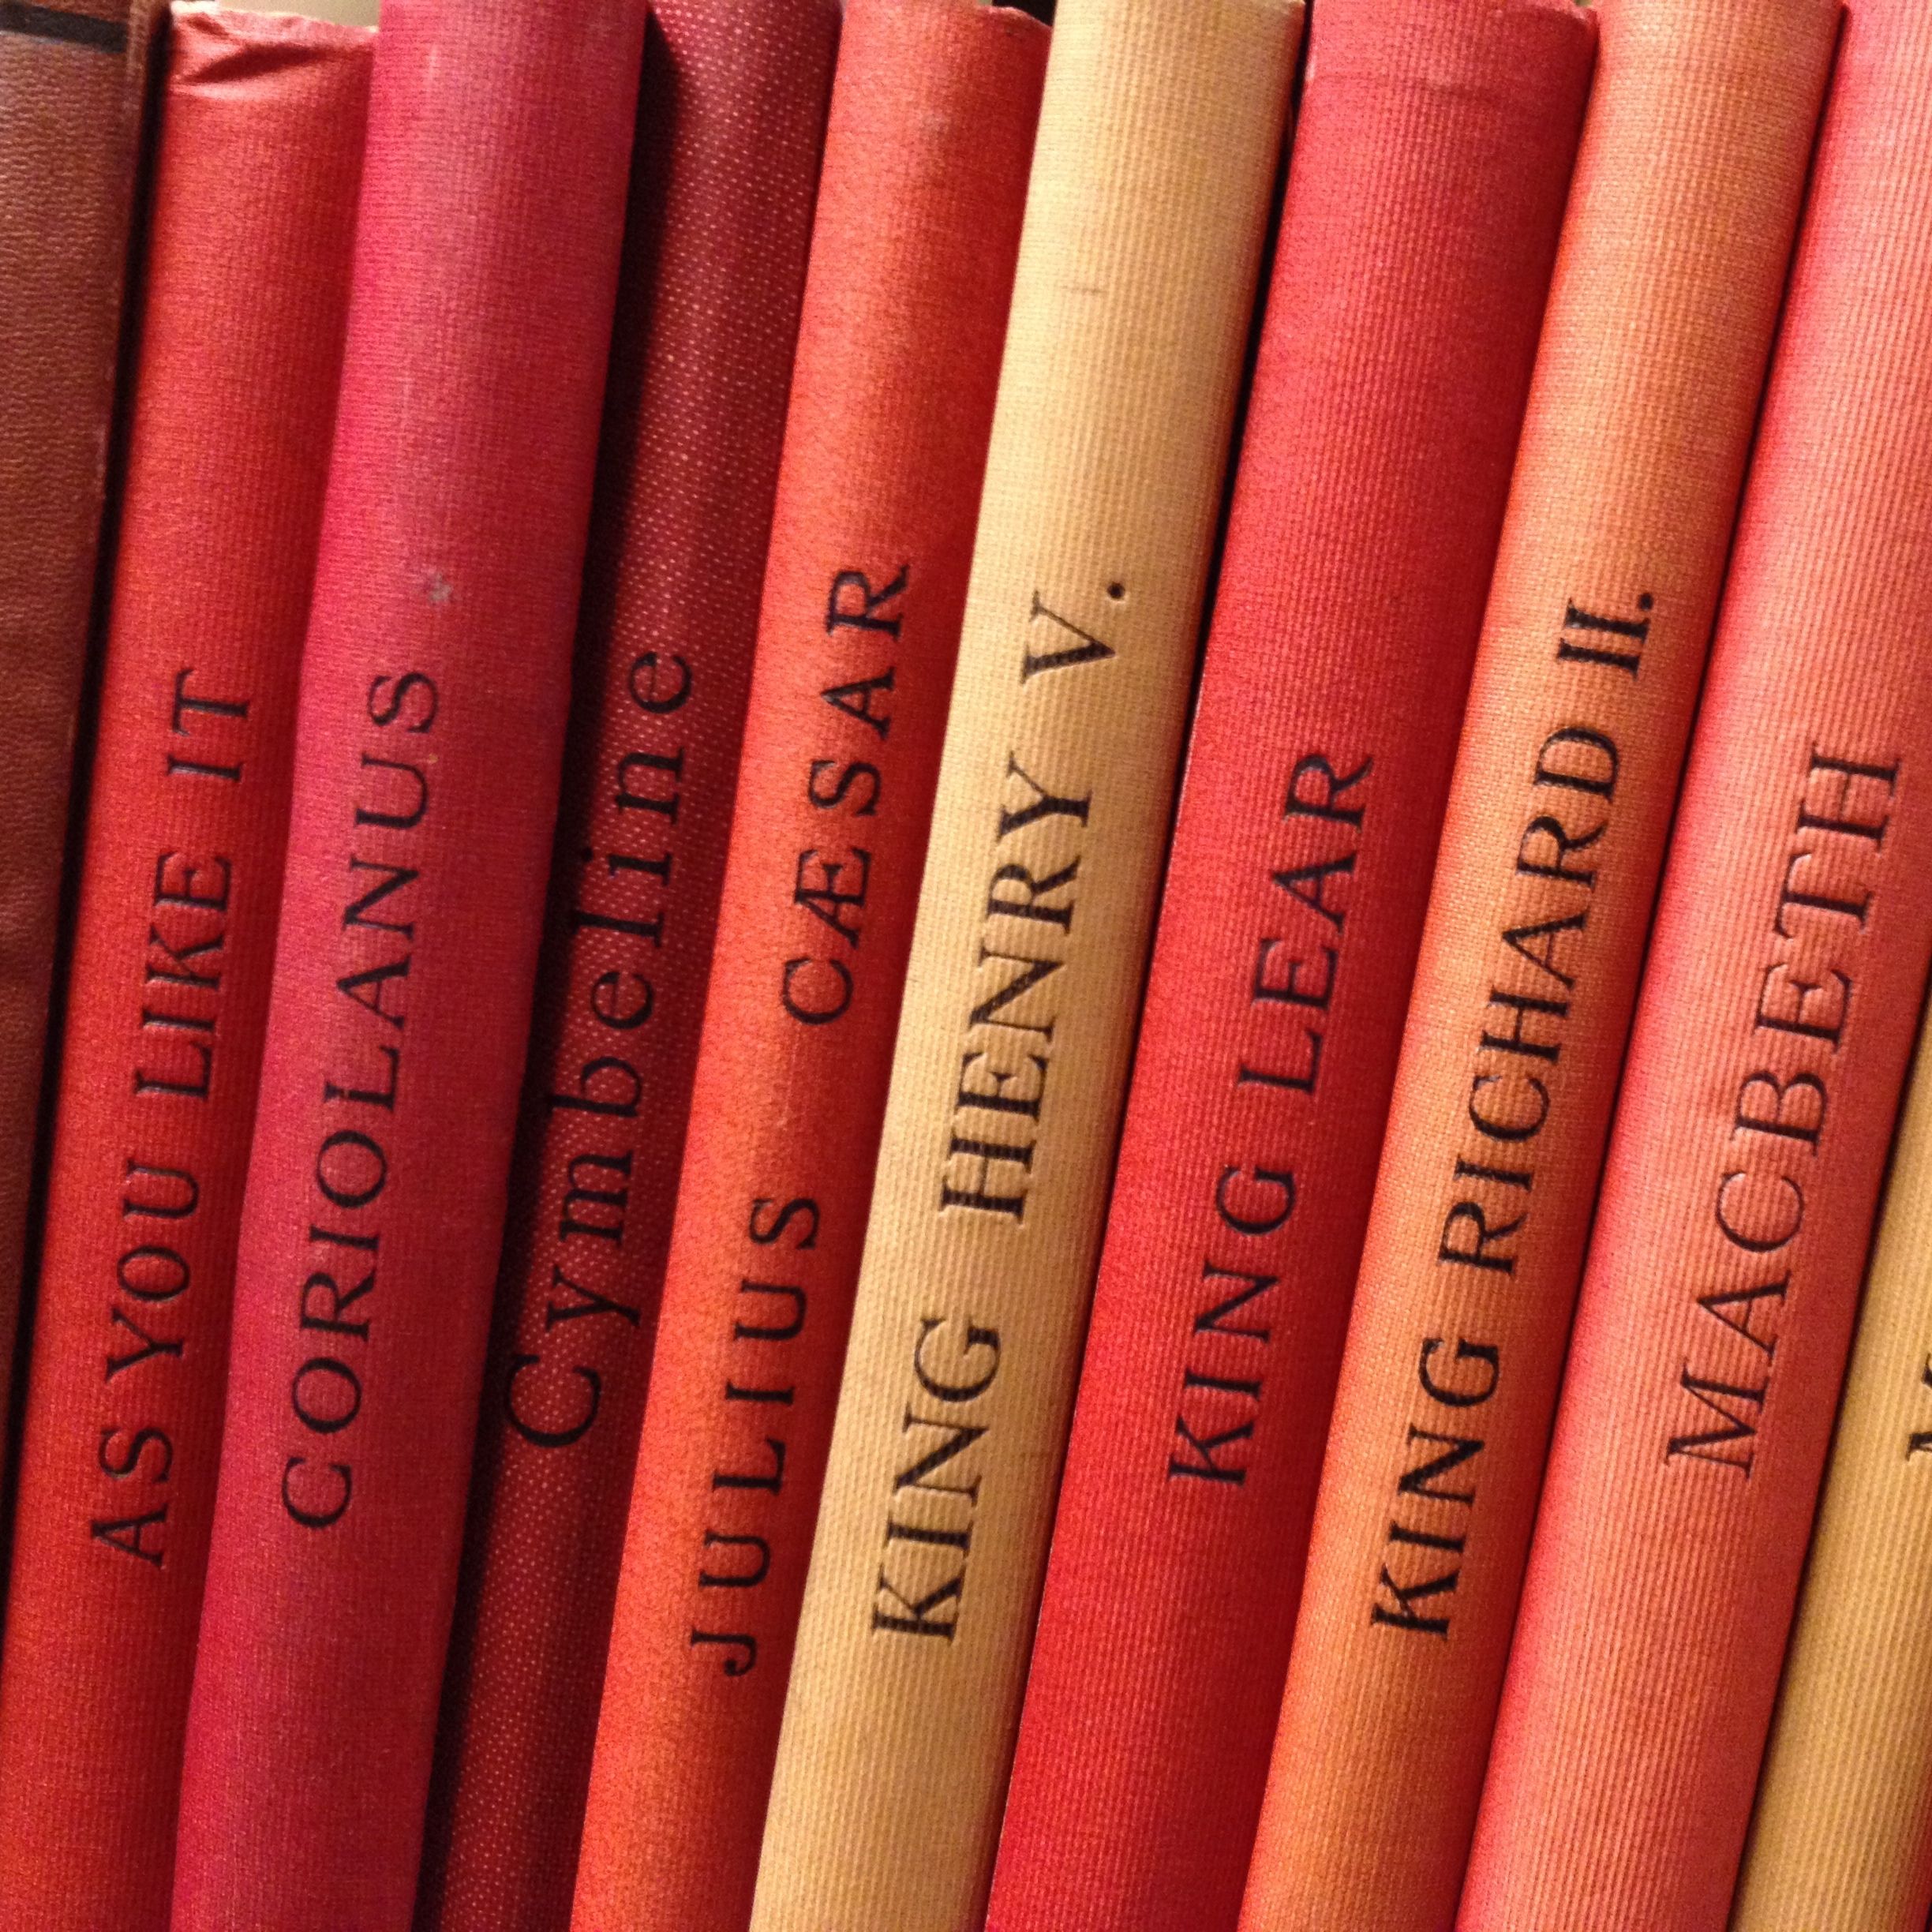 AS YOU LIKE IT
CORIOLANUS
Cymbeline
JULIUS CÆSAR
KING HENRY V.
KING LEAR
KING RICHARD II.
MACBETH